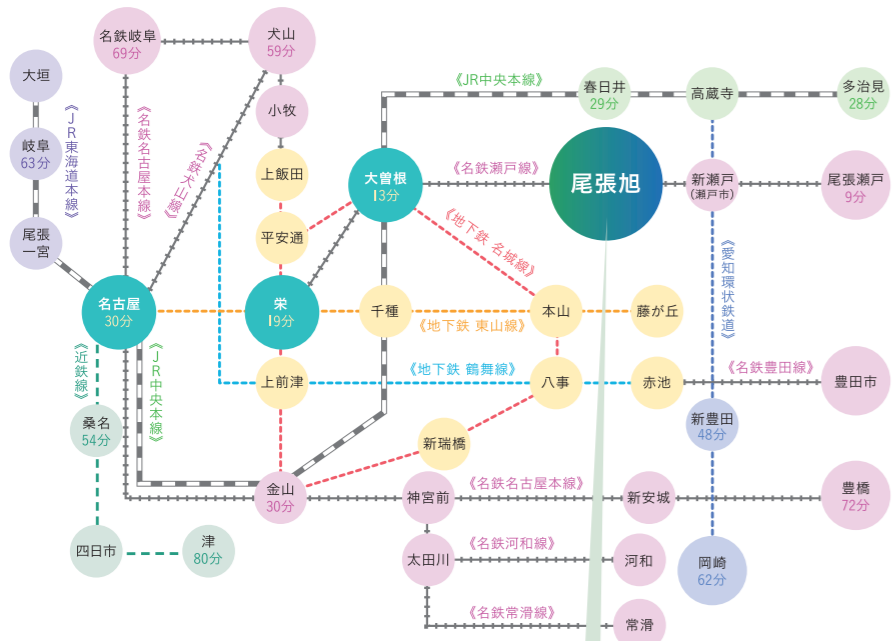 名鉄岐阜
69分
犬山
59分
大垣
小牧
《JR中央本線》
春日井
29分
高蔵寺
多治見
28分
岐阜
63分
《JR東海道本線》
《名鉄名古屋本線》
《名鉄犬山線》
上飯田
大曽根
13分
《名鉄瀬戸線》
尾張旭
新瀬戸
(瀬戸市)
尾張瀬戸
9分
尾張
一宮
平安通
《地下鉄 名城線》
《愛知環状鉄道》
名古屋
30分
栄
19分
千種
《地下鉄 東山線》
本山
藤が丘
《近鉄線》
《JR中央本線》
上前津
《地下鉄 鶴舞線》
八事
赤池
《名鉄豊田線》
豊田市
桑名
54分
新瑞橋
新豊田
48分
金山
30分
神宮前
《名鉄名古屋本線》
新安城
豊橋
72分
四日市
津
80分
太田川
《名鉄河和線》
河和
岡崎
62分
《名鉄常滑線》
常滑